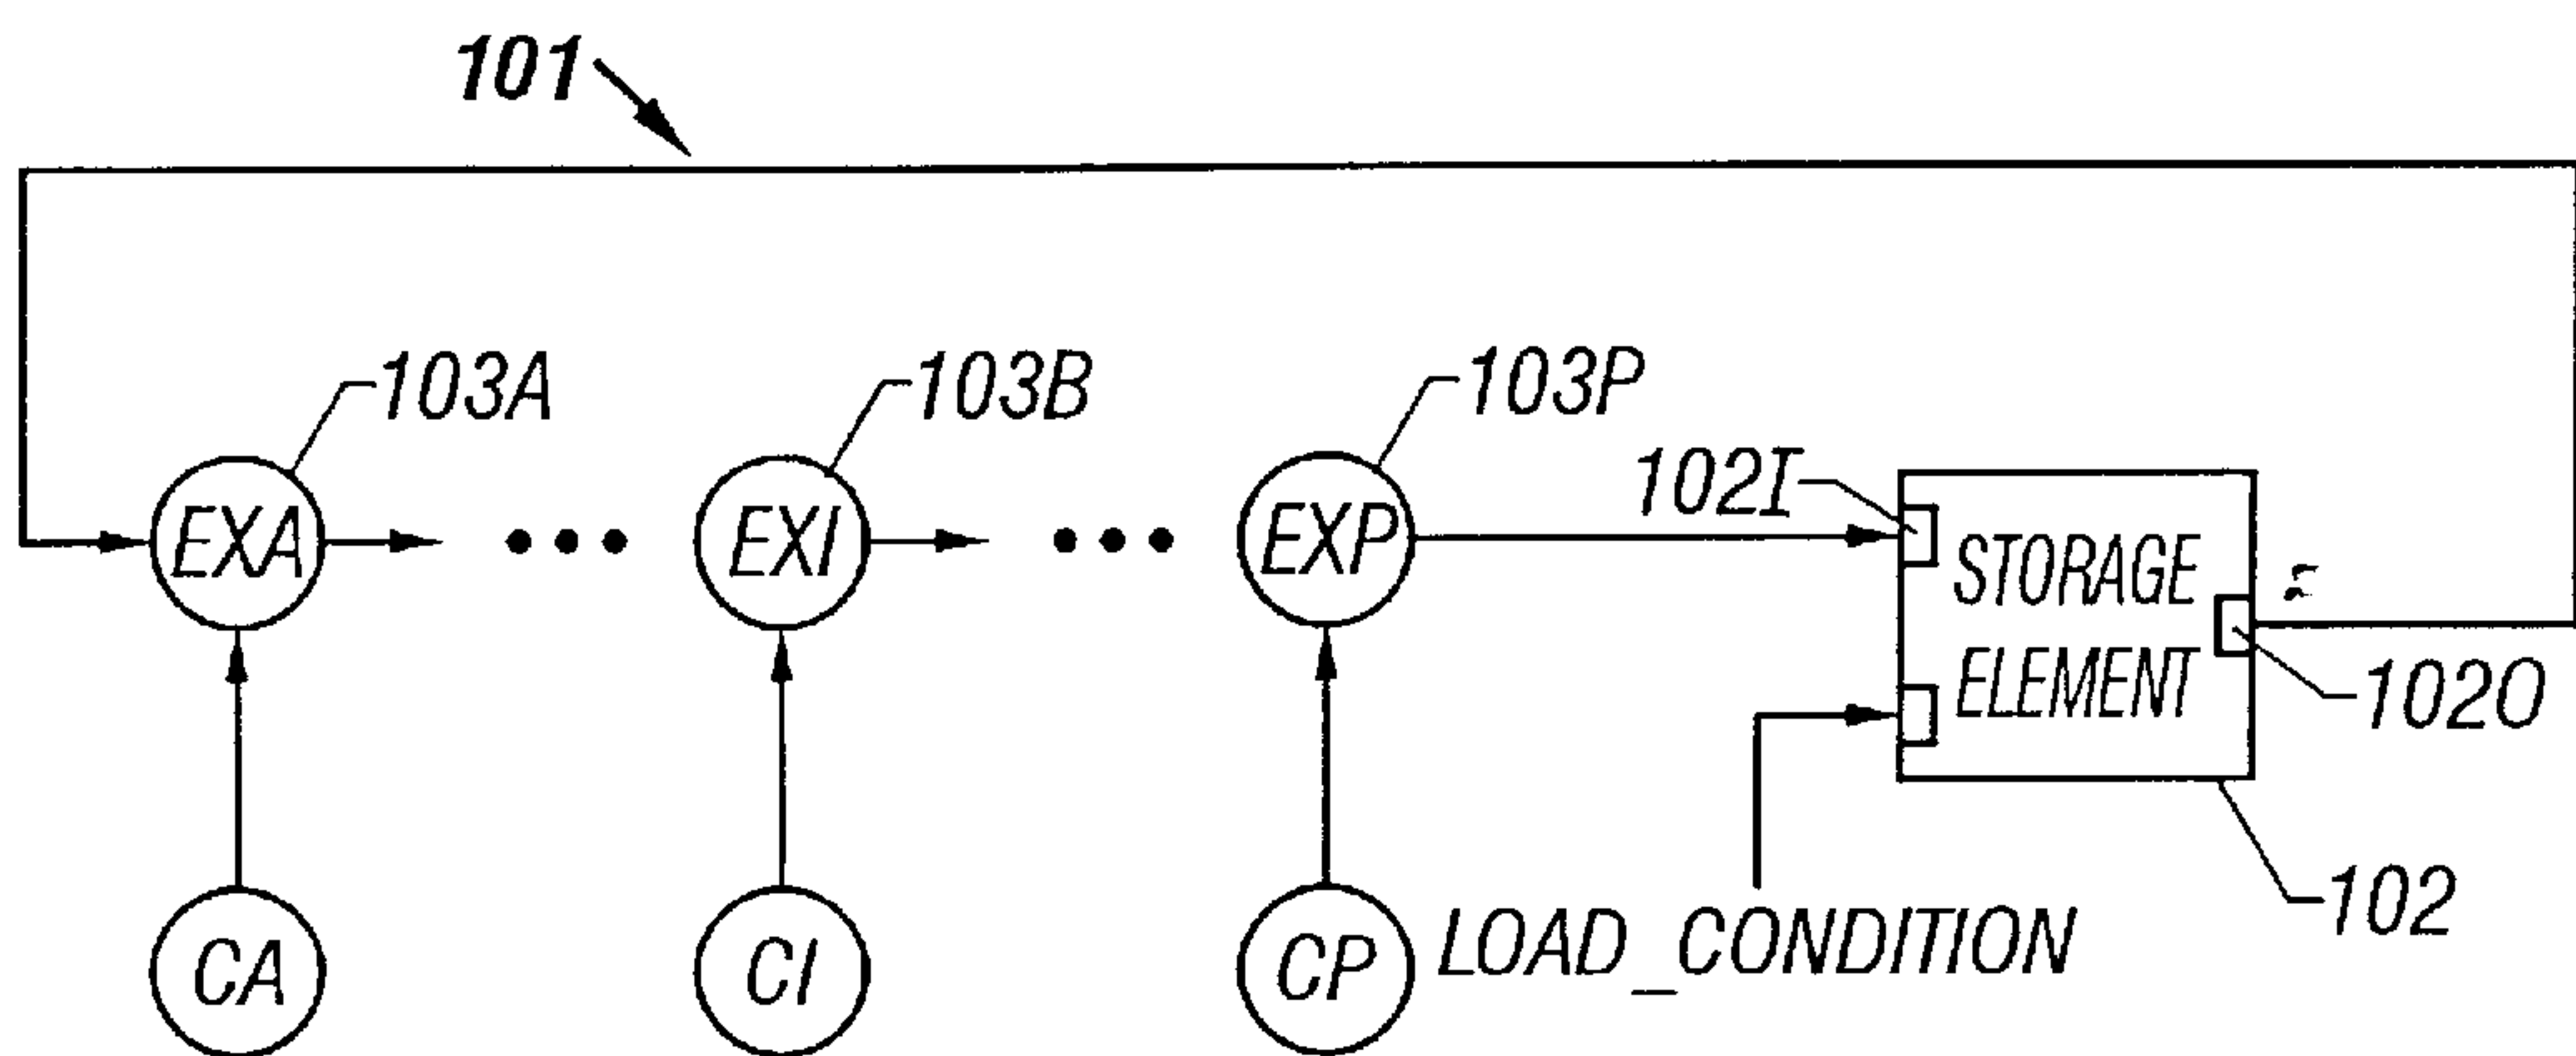 101
103A
103B
103P
102I
EXA
EXI
EXP
STORAGE
ELEMENT
102O
102
CA
CI
CP
LOAD_CONDITION